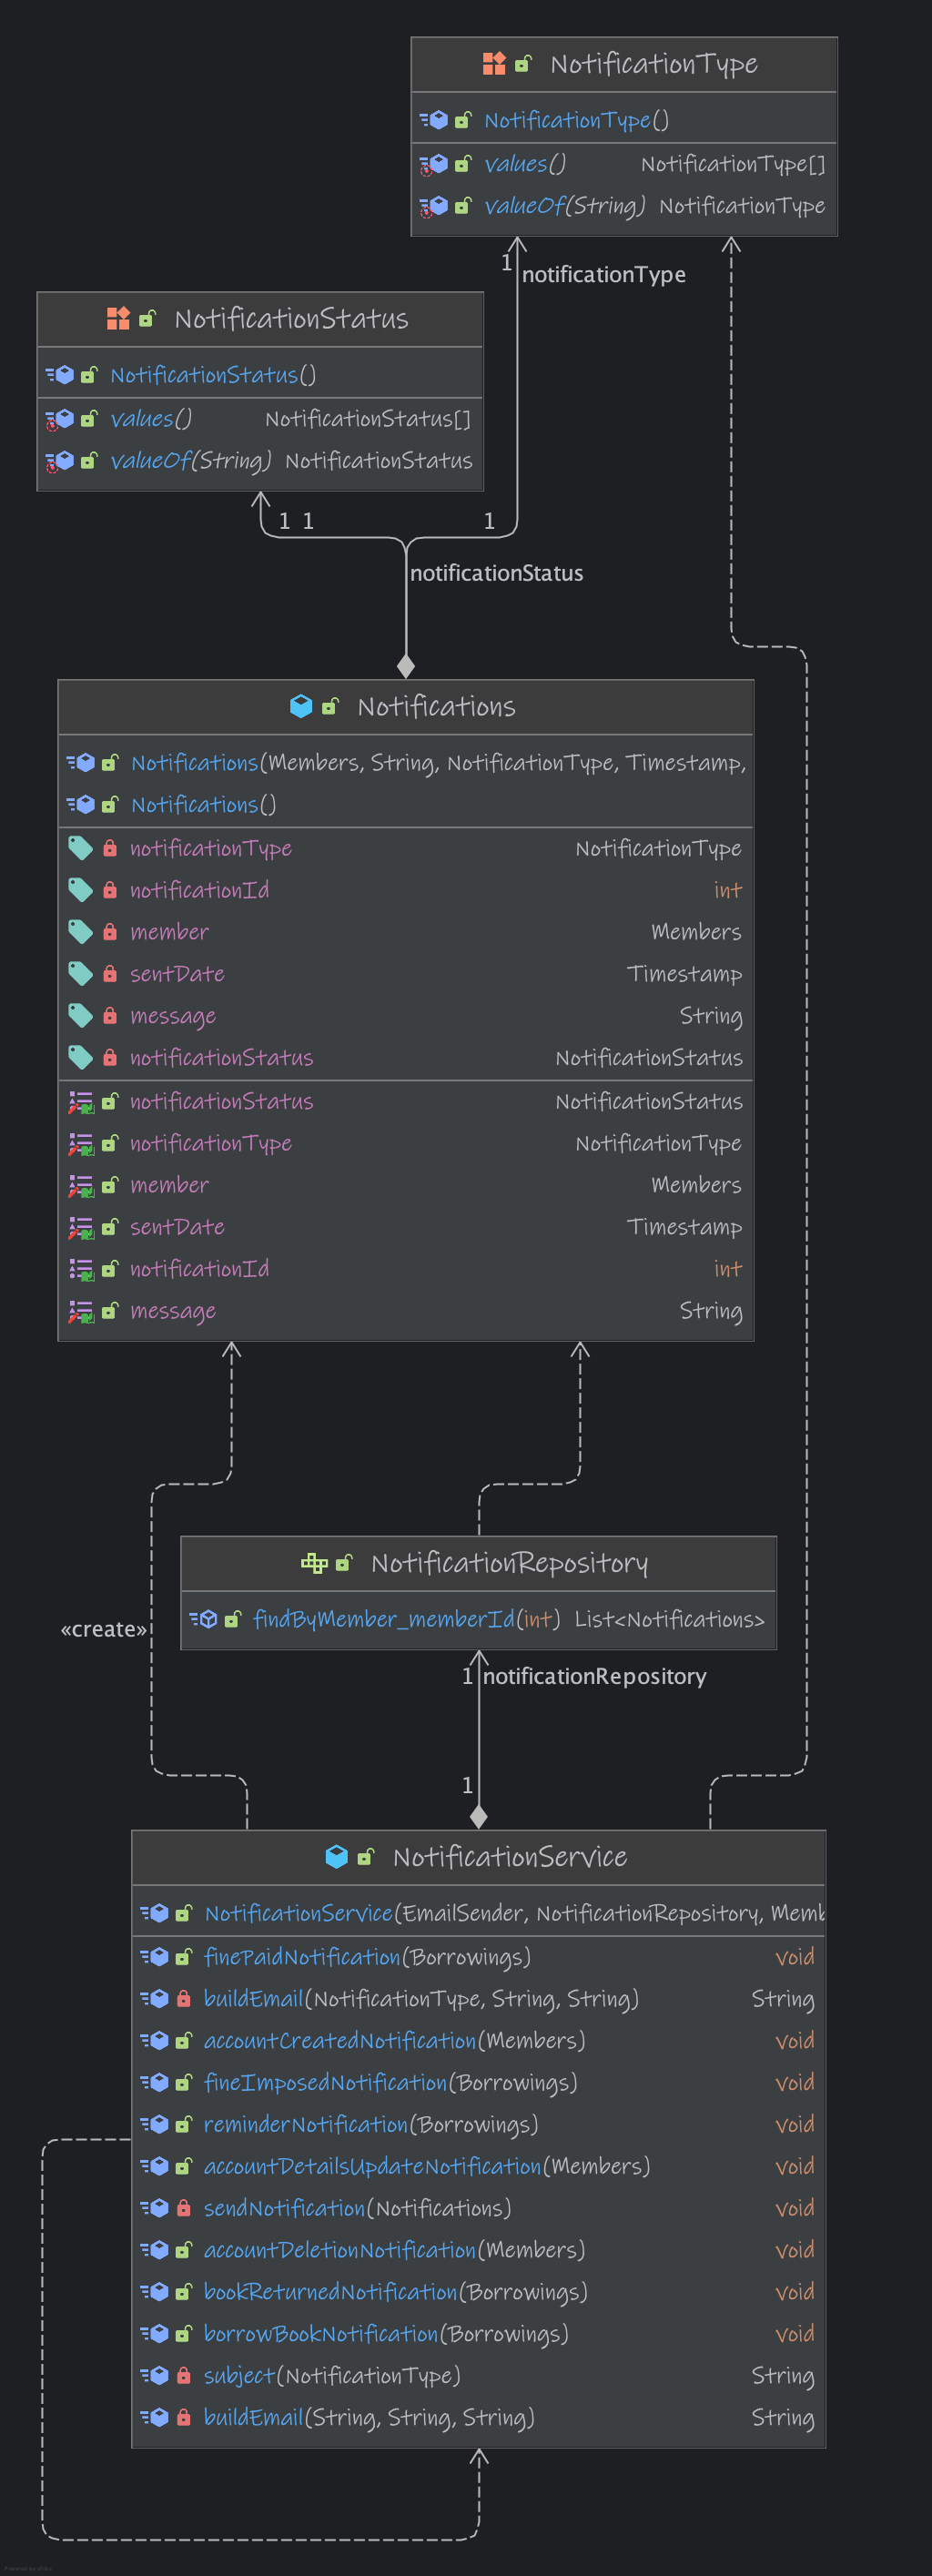 NotificationType
NotificationType()
values() NotificationType[]
valueOf(String) NotificationType
1 notificationType
NotificationStatus
NotificationStatus()
values() NotificationStatus[]
valueOf(String) NotificationStatus
1 1 1
notificationStatus
Notifications
Notifications(Members, String, NotificationType, Timestamp,
Notifications()
notificationType NotificationType
notificationId int
member Members
sentDate Timestamp
message String
notificationStatus NotificationStatus
notificationStatus NotificationStatus
notificationType NotificationType
member Members
sentDate Timestamp
notificationId int
message String
NotificationRepository
findByMember_memberId(int) List<Notifications>
«create»
1 notificationRepository
1
NotificationService
NotificationService(EmailSender, NotificationRepository, Memb
finePaidNotification(Borrowings) void
buildEmail(NotificationType, String, String) String
accountCreatedNotification(Members) void
fineImposedNotification(Borrowings) void
reminderNotification(Borrowings) void
accountDetailsUpdateNotification(Members) void
sendNotification(Notifications) void
accountDeletionNotification(Members) void
bookReturnedNotification(Borrowings) void
borrowBookNotification(Borrowings) void
subject(NotificationType) String
buildEmail(String, String, String) String
Powered by yFiles